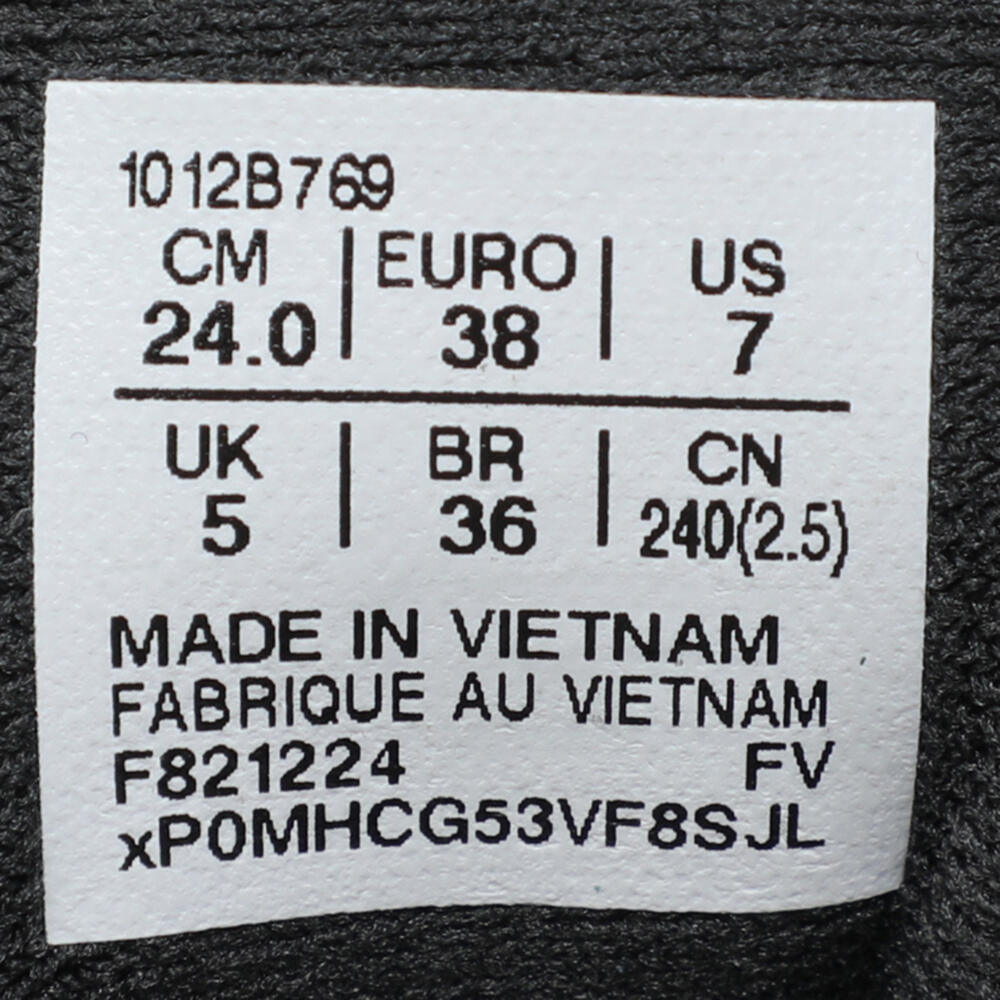 1012B769
CM | EURO | US
24.0 | 38 | 7
UK | BR | CN
5 | 36 | 240(2.5)
MADE IN VIETNAM
FABRIQUE AU VIETNAM
F821224 FV
xP0MHCG53VF8SJL